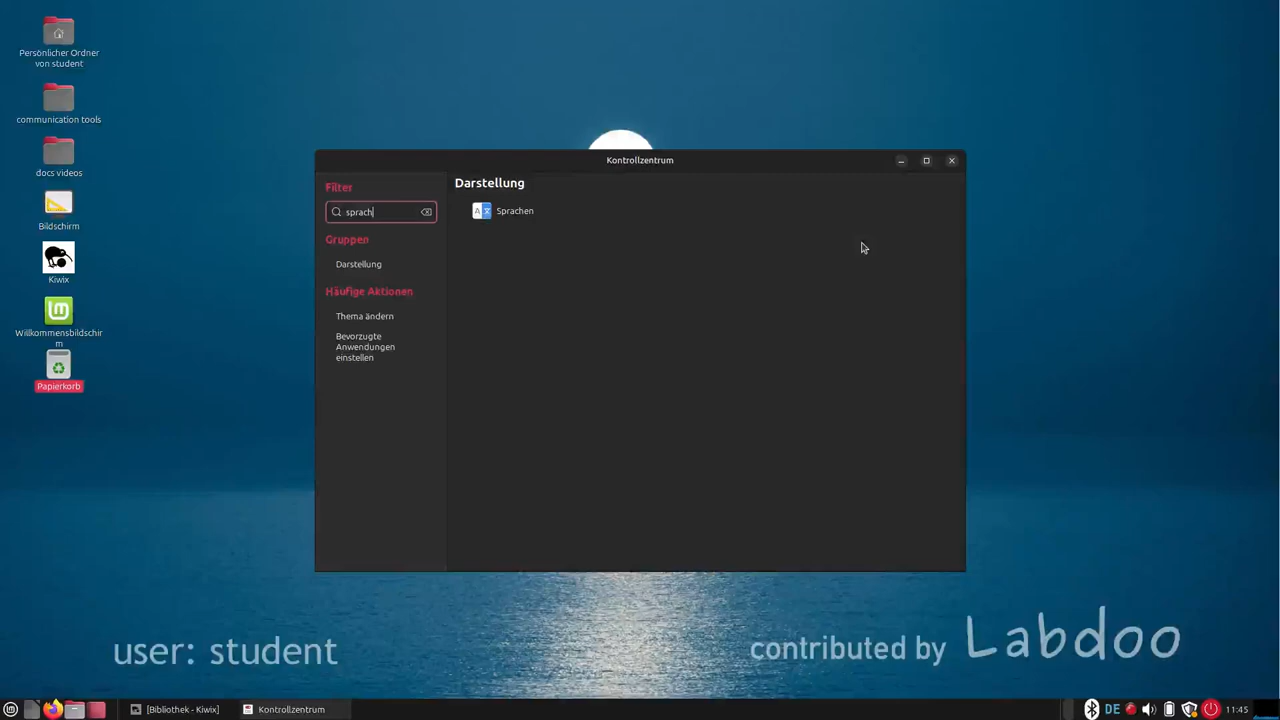 Persönlicher Ordner
von student
communication tools
docs videos
Bildschirm
Kiwix
Willkommensbildschir
m
Papierkorb
Kontrollzentrum
Filter
sprach
Gruppen
Darstellung
Häufige Aktionen
Thema ändern
Bevorzugte
Anwendungen
einstellen
Darstellung
Sprachen
user: student
contributed by Labdoo
[Bibliothek - Kiwix]
Kontrollzentrum
DE
11:45